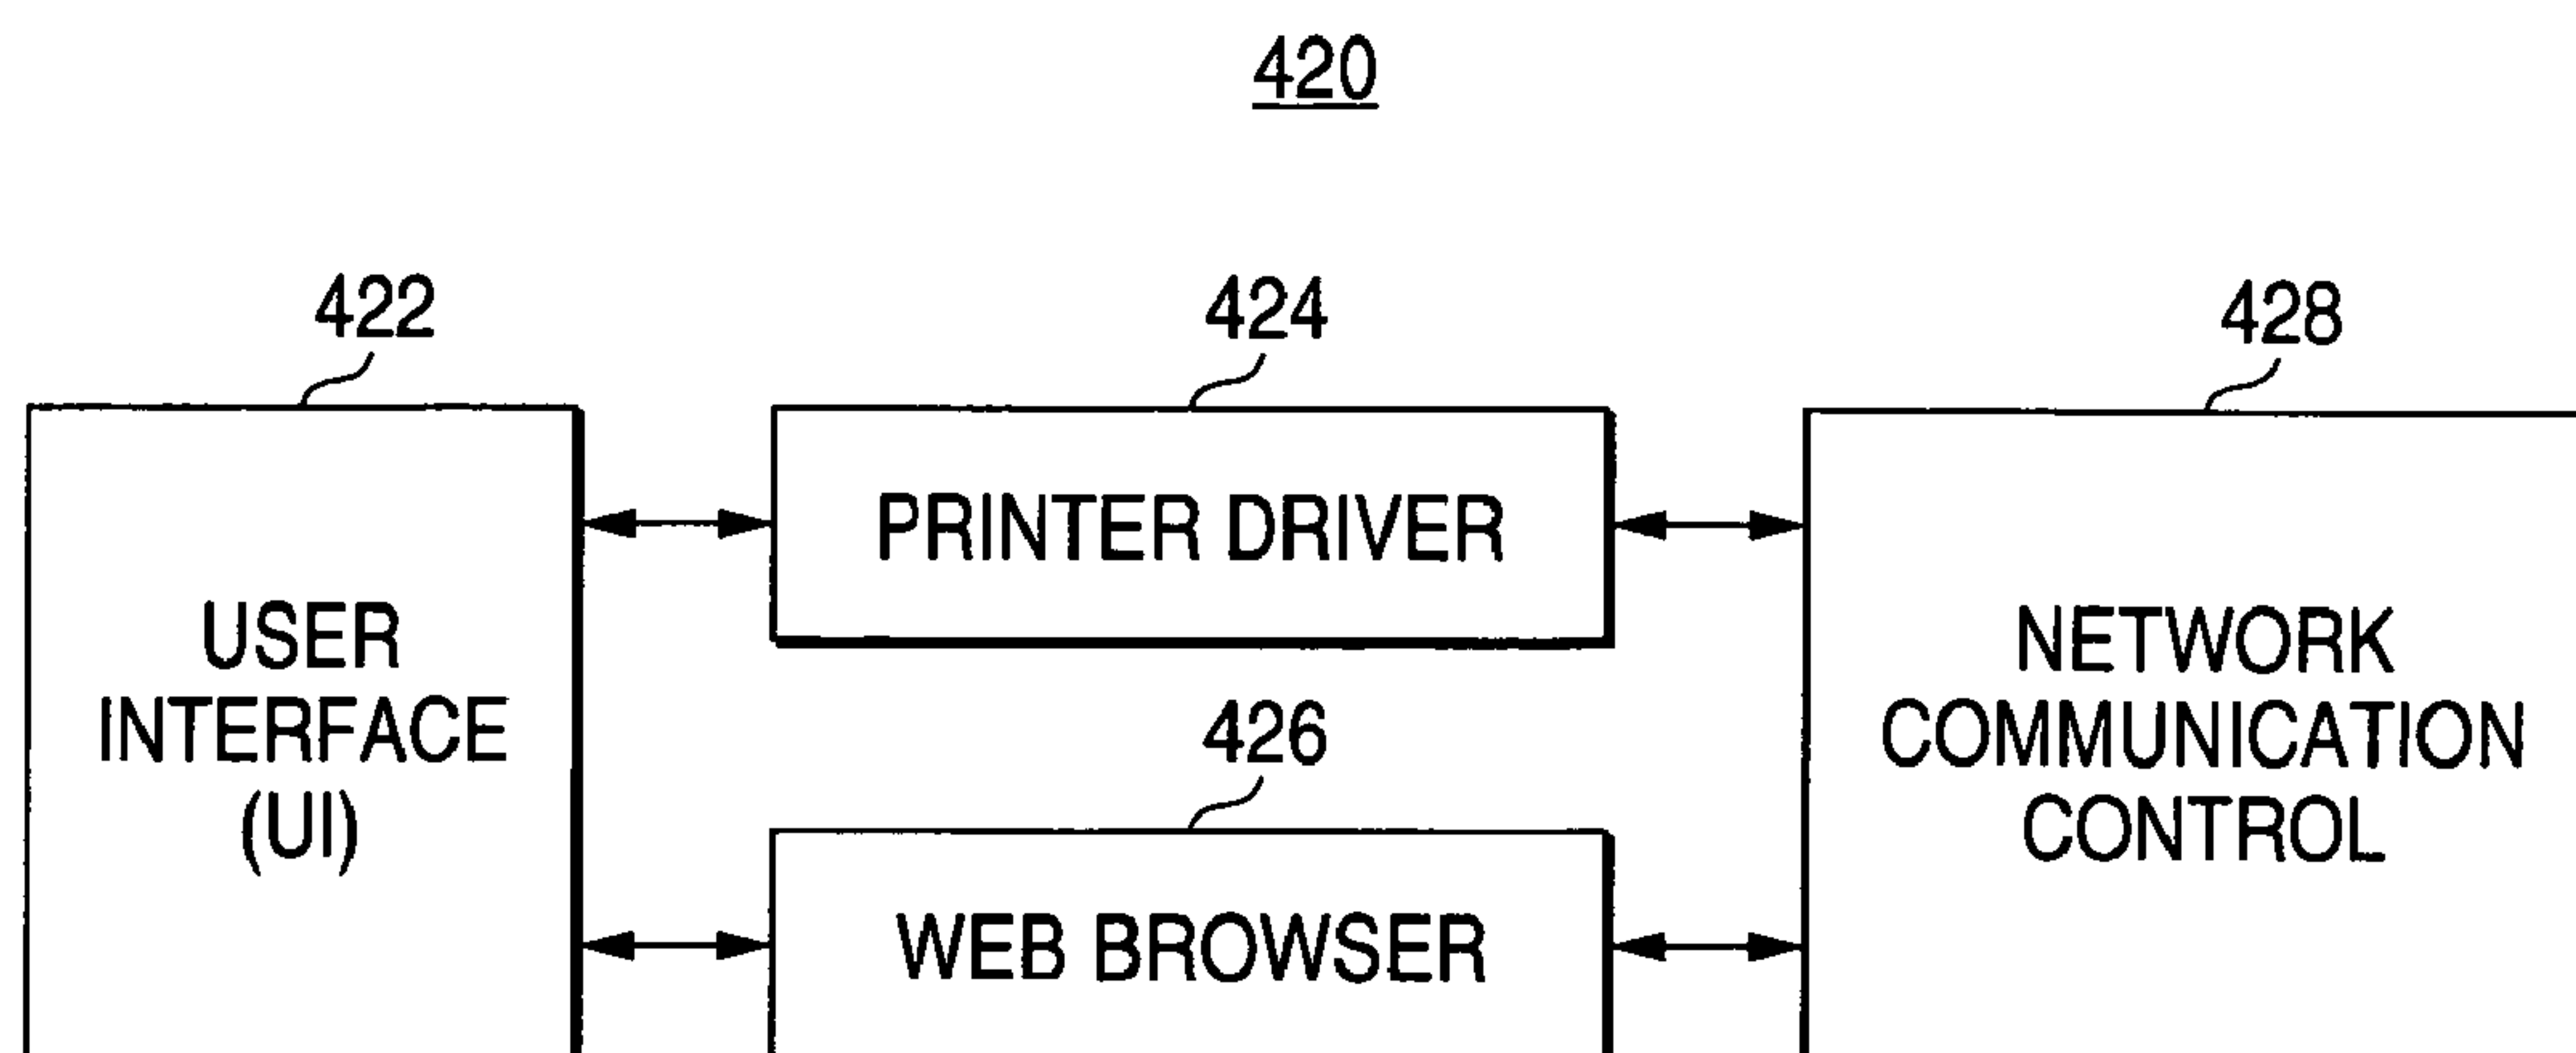 420
422
424
428
USER
INTERFACE
(UI)
PRINTER DRIVER
426
WEB BROWSER
NETWORK
COMMUNICATION
CONTROL